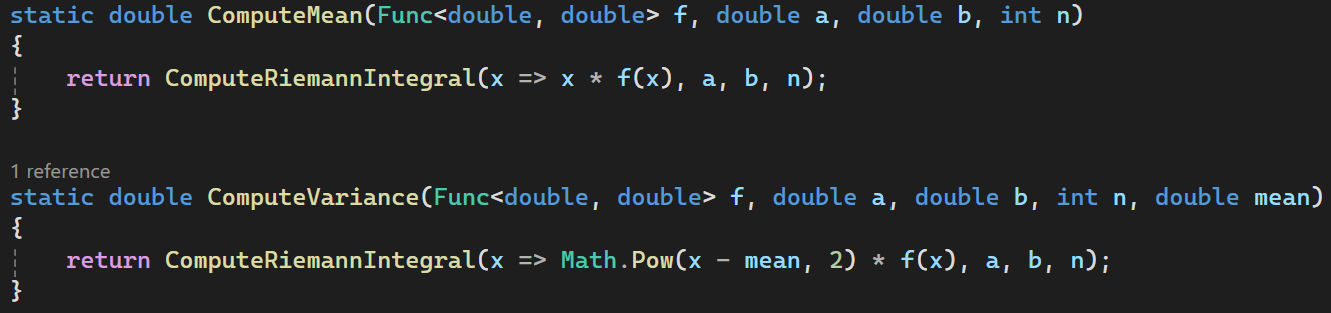 static double ComputeMean(Func<double, double> f, double a, double b, int n)
{
    return ComputeRiemannIntegral(x => x * f(x), a, b, n);
}
1 reference
static double ComputeVariance(Func<double, double> f, double a, double b, int n, double mean)
{
    return ComputeRiemannIntegral(x => Math.Pow(x - mean, 2) * f(x), a, b, n);
}